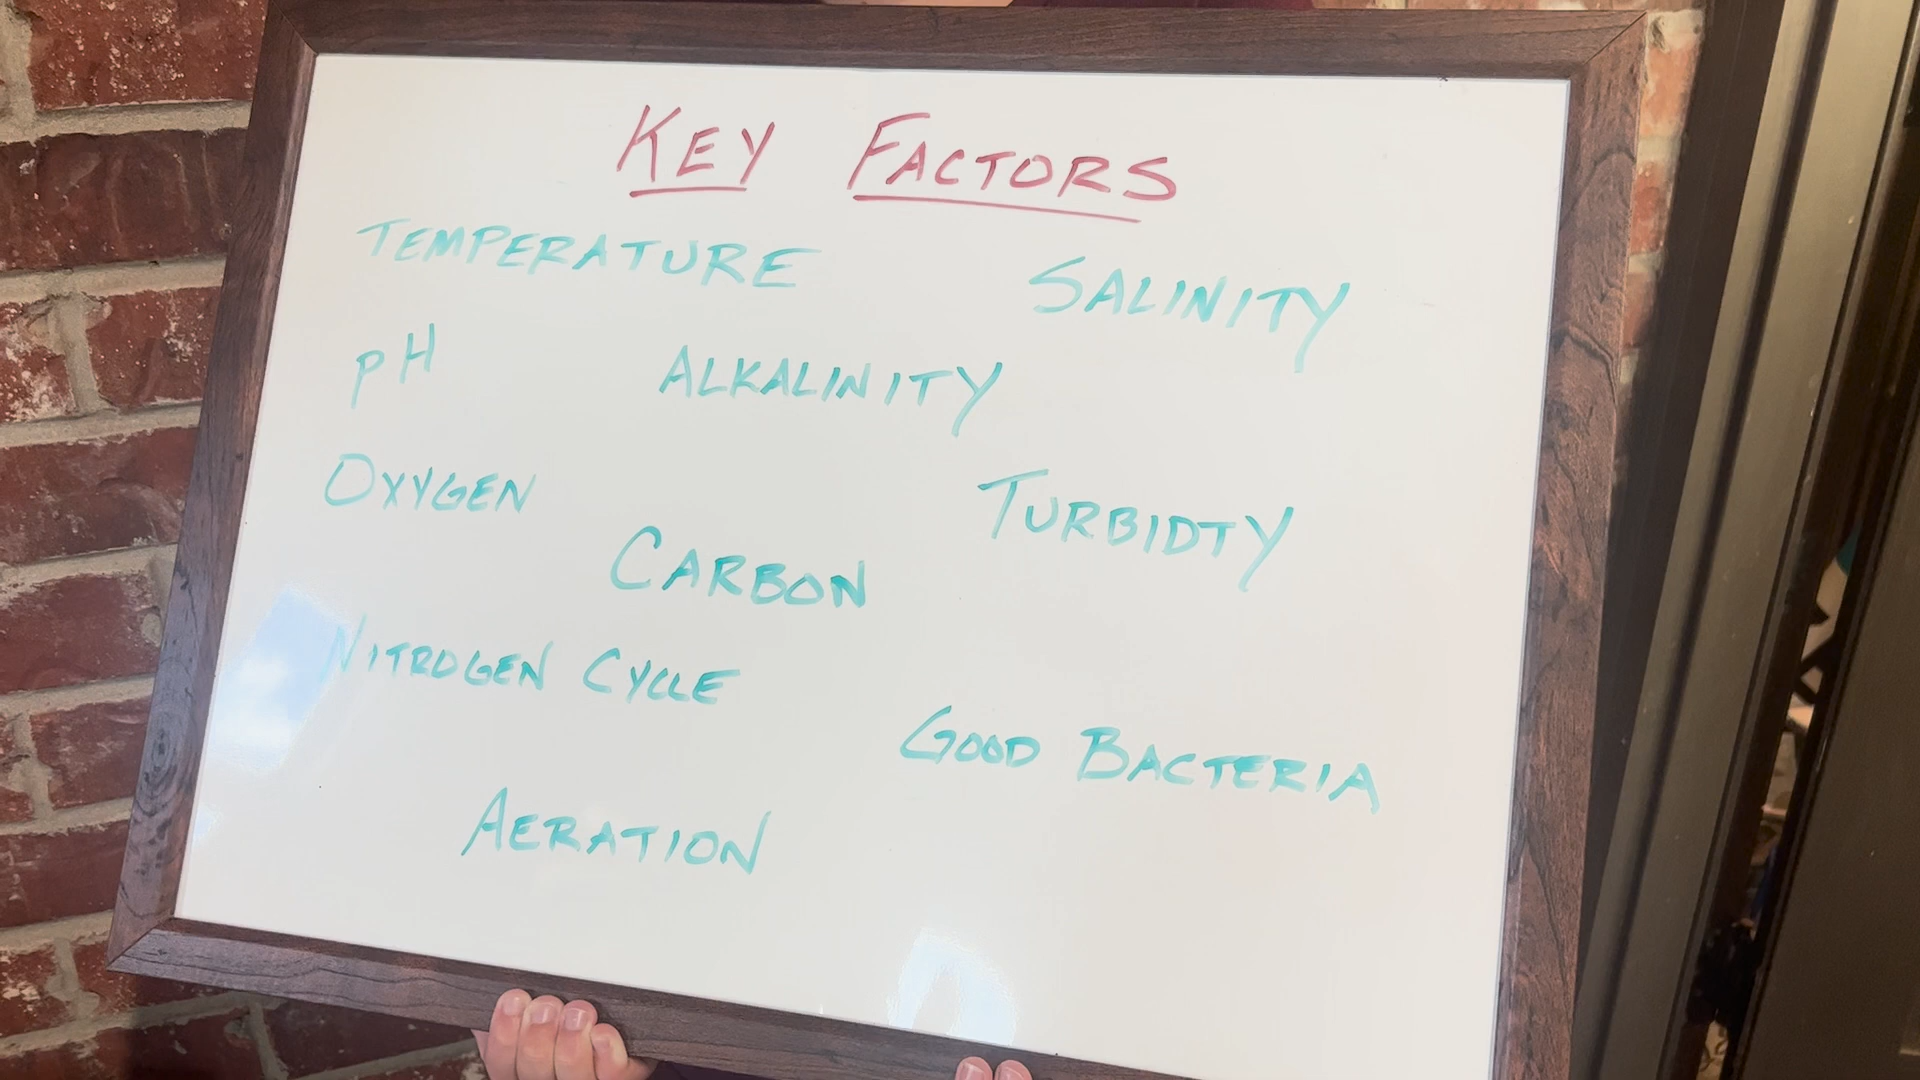 KEY FACTORS
TEMPERATURE
SALINITY
pH
ALKALINITY
OXYGEN
TURBIDTY
CARBON
NITROGEN CYCLE
GOOD BACTERIA
AERATION